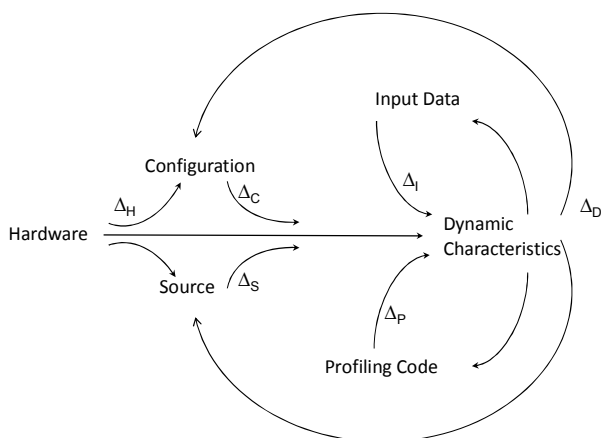 Input Data
Configuration
ΔI
ΔC
ΔH
ΔD
Dynamic
Characteristics
Hardware
Source
ΔS
ΔP
Profiling Code